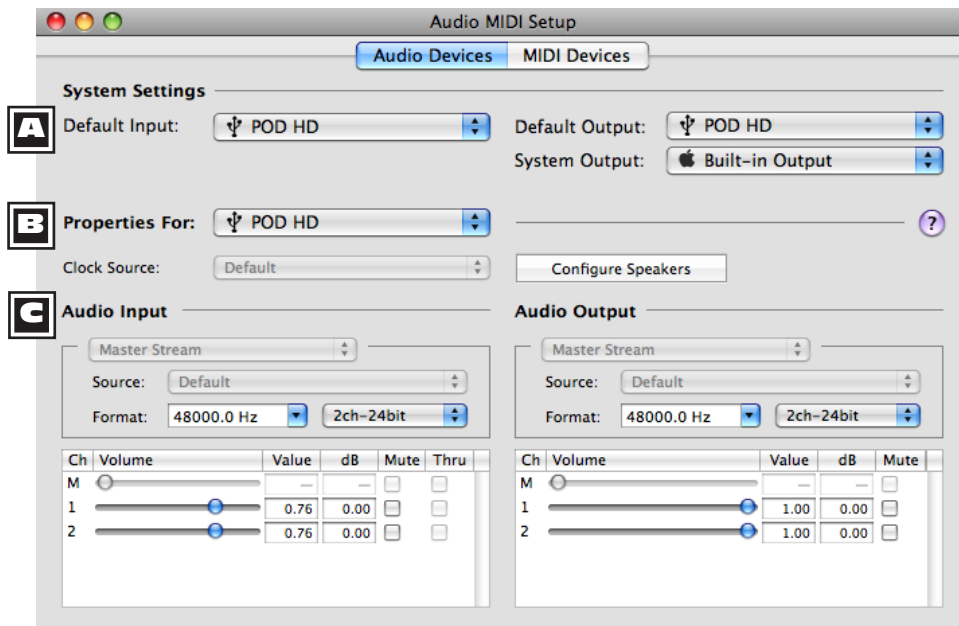 Audio MIDI Setup
Audio Devices MIDI Devices
System Settings
A
Default Input: POD HD
Default Output: POD HD
System Output: Built-in Output
B
Properties For: POD HD
?
Clock Source: Default
Configure Speakers
C
Audio Input
Master Stream
Source: Default
Format: 48000.0 Hz 2ch-24bit
Ch Volume Value dB Mute Thru
M — —
1 0.76 0.00
2 0.76 0.00
Audio Output
Master Stream
Source: Default
Format: 48000.0 Hz 2ch-24bit
Ch Volume Value dB Mute
M — —
1 1.00 0.00
2 1.00 0.00